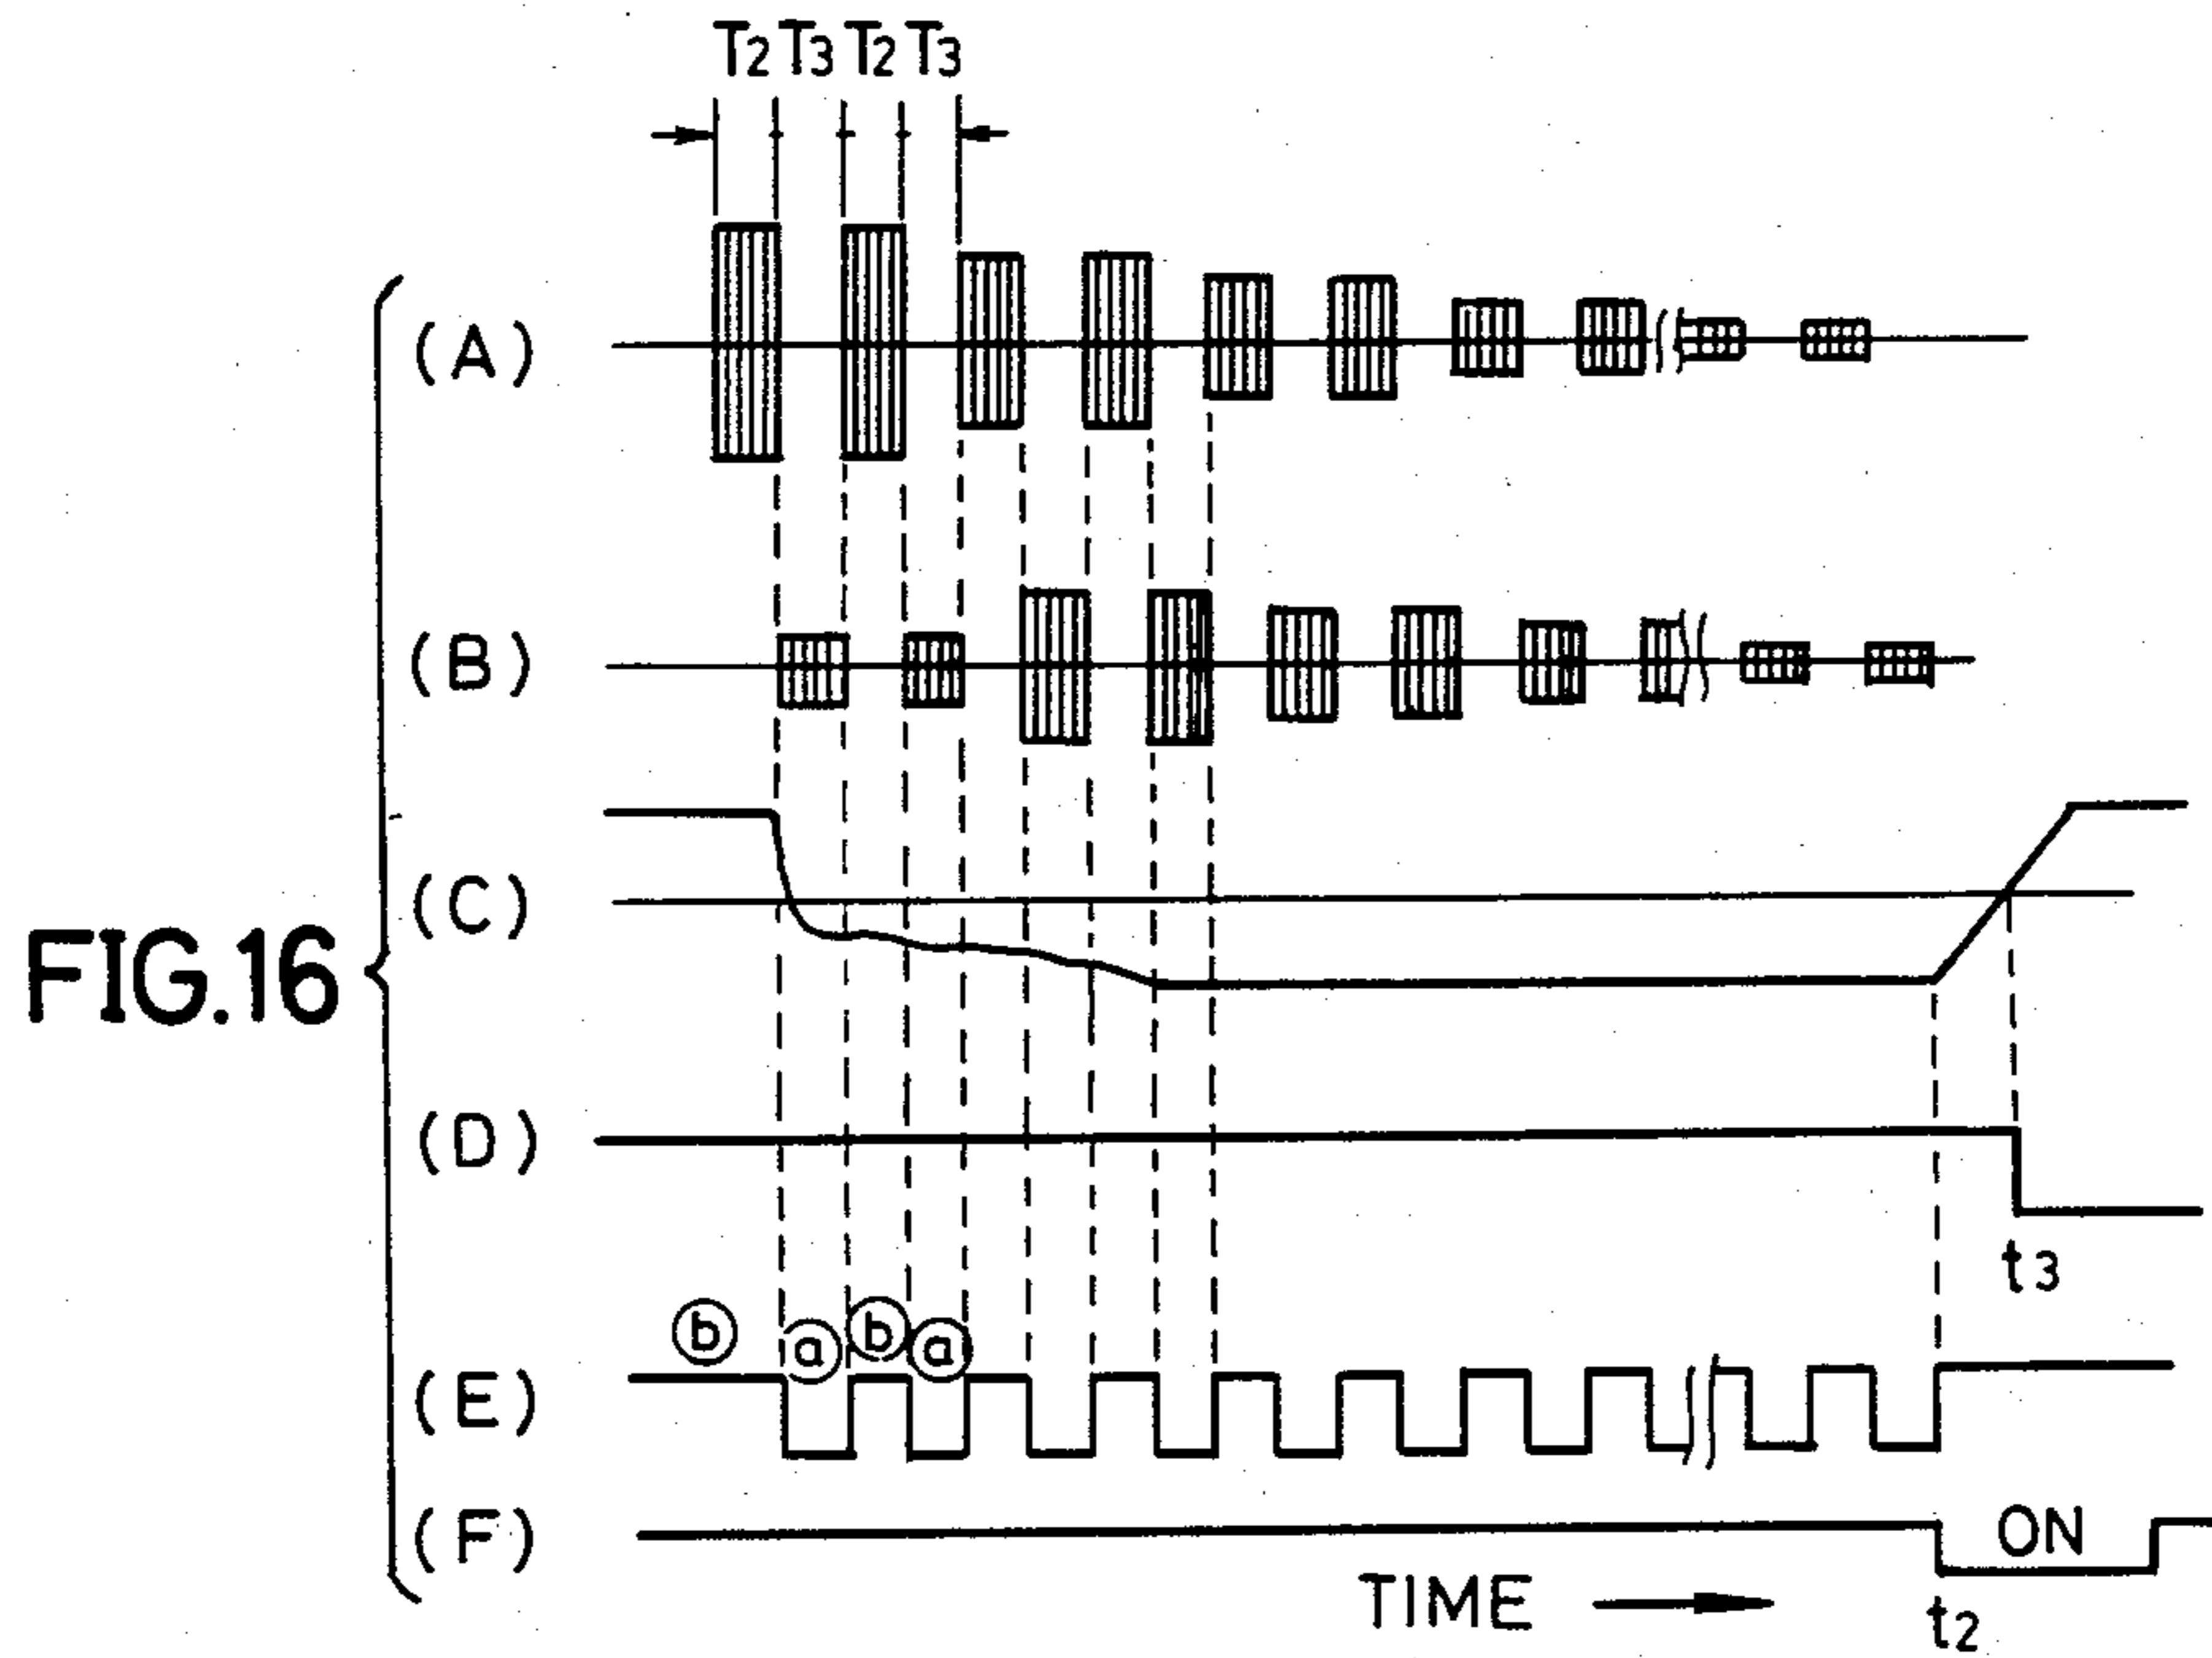 T2 T3 T2 T3
(A)
(B)
(C)
FIG.16
(D)
t3
b a b a
(E)
(F)
ON
TIME
t2